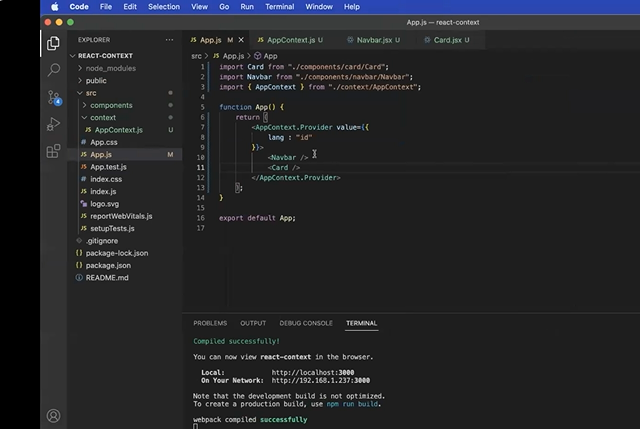 Code File Edit Selection View Go Run Terminal Window Help
App.js — react-context
EXPLORER
REACT-CONTEXT
node_modules
public
src
components
context
AppContext.js U
App.css
App.js M
App.test.js
index.css
index.js
logo.svg
reportWebVitals.js
setupTests.js
.gitignore
package-lock.json
package.json
README.md
4
App.js M
AppContext.js U
Navbar.jsx U
Card.jsx U
src > App.js > App
1 import Card from "./components/card/Card";
2 import Navbar from "./components/navbar/Navbar";
3 import { AppContext } from "./context/AppContext";
4
5 function App() {
6 return (
7 <AppContext.Provider value={{
8 lang : "id"
9 }}>
10 <Navbar />
11 <Card />
12 </AppContext.Provider>
13 );
14 }
15
16 export default App;
17
PROBLEMS OUTPUT DEBUG CONSOLE TERMINAL
Compiled successfully!
You can now view react-context in the browser.
Local: http://localhost:3000
On Your Network: http://192.168.1.237:3000
Note that the development build is not optimized.
To create a production build, use npm run build.
webpack compiled successfully